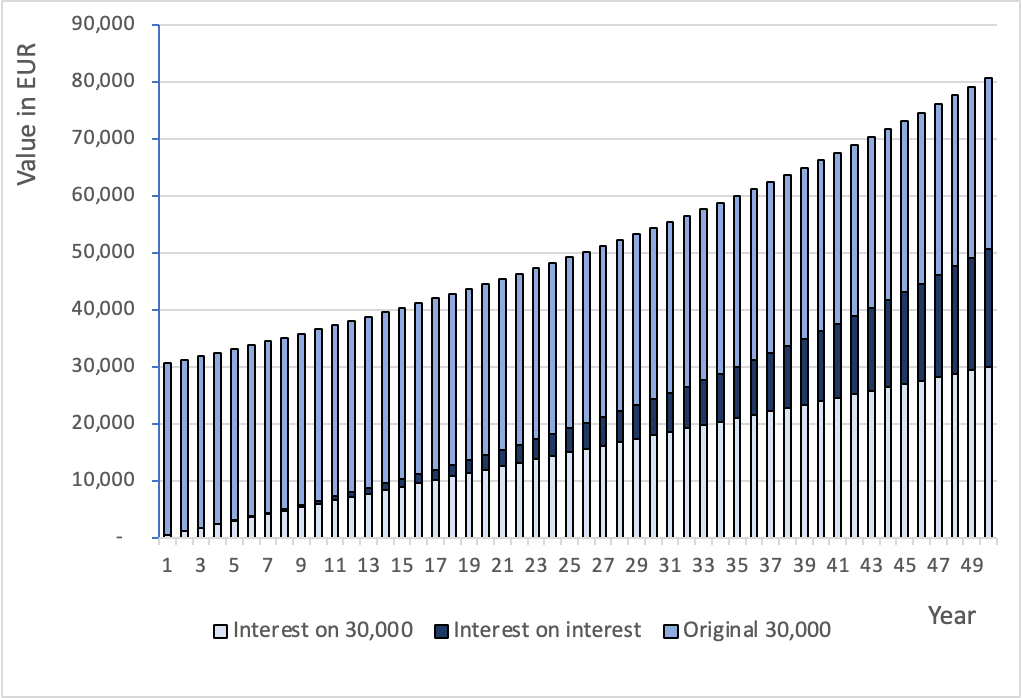 Value in EUR
90,000
80,000
70,000
60,000
50,000
40,000
30,000
20,000
10,000
-
1 3 5 7 9 11 13 15 17 19 21 23 25 27 29 31 33 35 37 39 41 43 45 47 49
Year
Interest on 30,000 Interest on interest Original 30,000